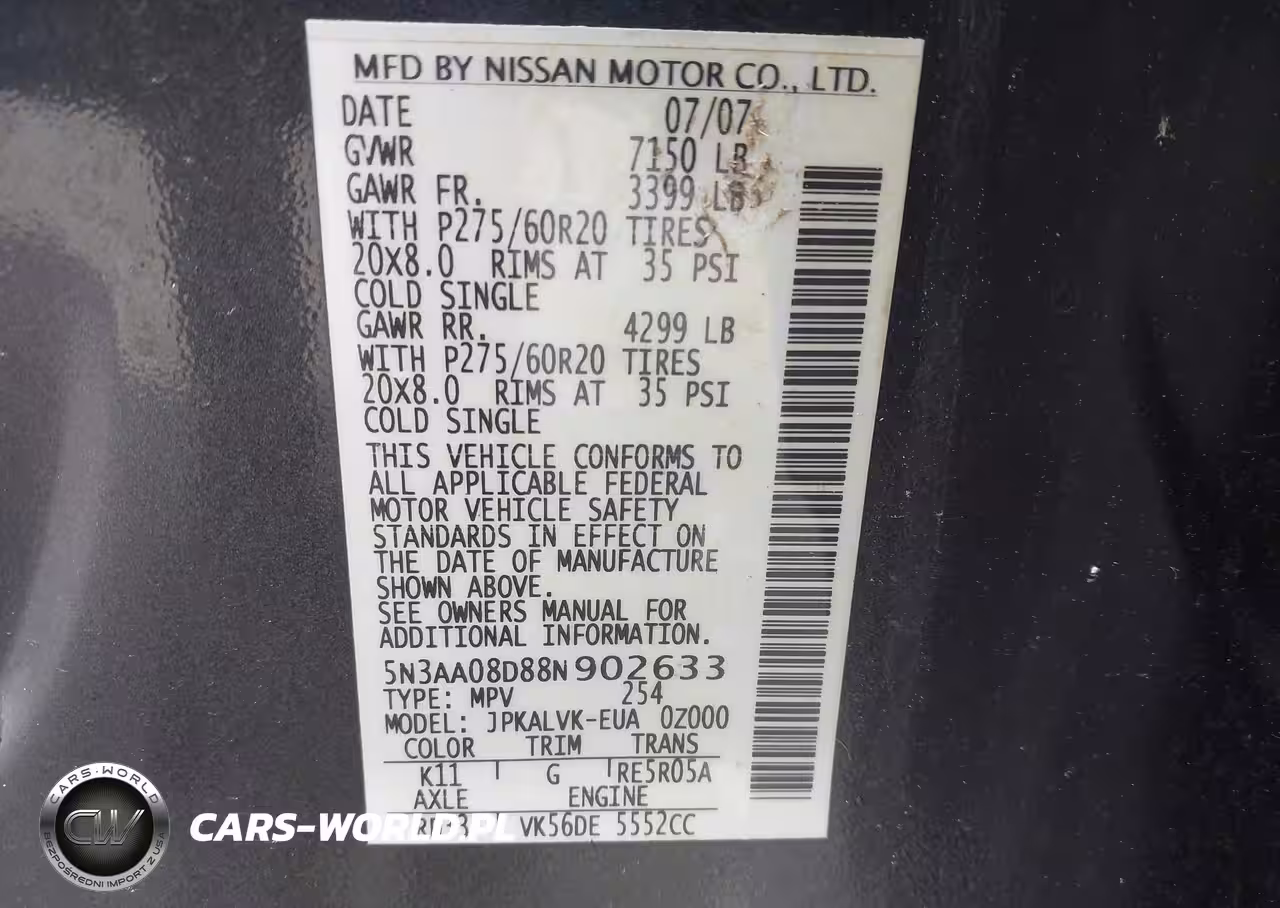 MFD BY NISSAN MOTOR CO., LTD.
DATE 07/07
GVWR 7150 LB
GAWR FR. 3399 LB
WITH P275/60R20 TIRES
20X8.0 RIMS AT 35 PSI
COLD SINGLE
GAWR RR. 4299 LB
WITH P275/60R20 TIRES
20X8.0 RIMS AT 35 PSI
COLD SINGLE
THIS VEHICLE CONFORMS TO
ALL APPLICABLE FEDERAL
MOTOR VEHICLE SAFETY
STANDARDS IN EFFECT ON
THE DATE OF MANUFACTURE
SHOWN ABOVE.
SEE OWNERS MANUAL FOR
ADDITIONAL INFORMATION.
5N3AA08D88N902633
TYPE: MPV 254
MODEL: JPKALVK-EUA 0Z000
COLOR TRIM TRANS
K11 G RE5R05A
AXLE ENGINE
VK56DE 5552CC
CARS-WORLD
CW
BEZPOŚREDNI IMPORT Z USA
CARS-WORLD.PL